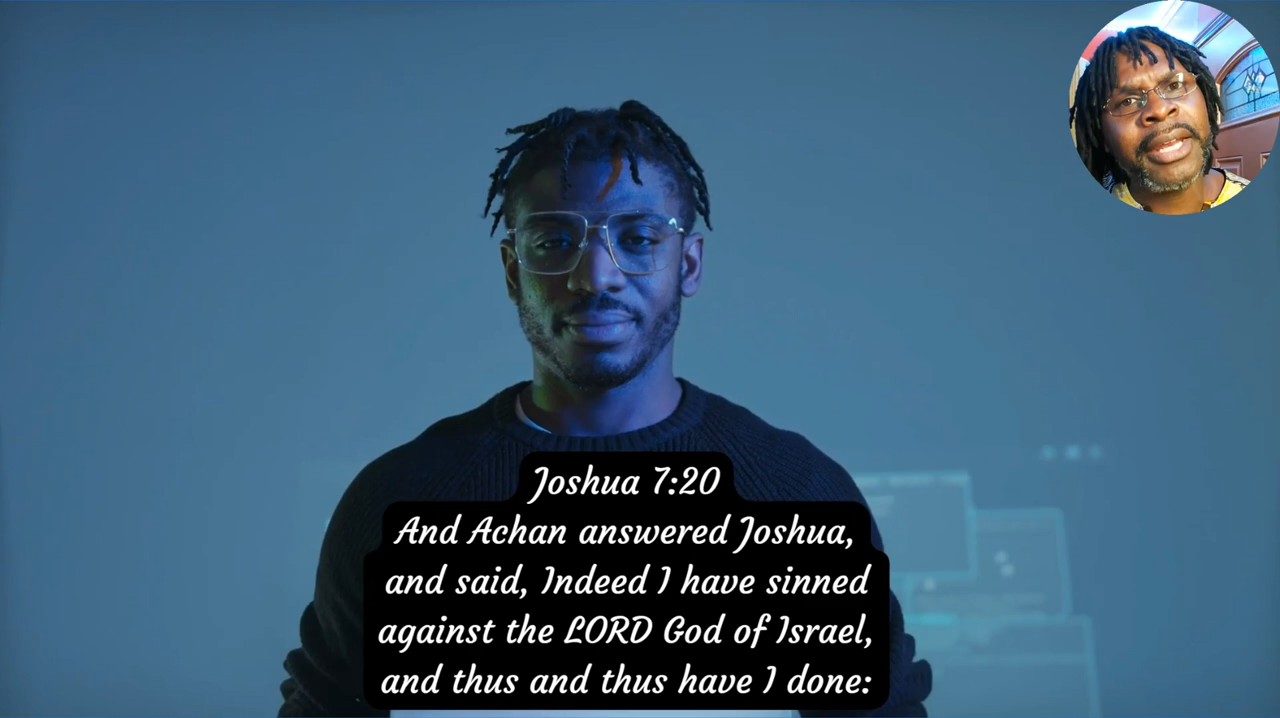 Joshua 7:20
And Achan answered Joshua,
and said, Indeed I have sinned
against the LORD God of Israel,
and thus and thus have I done: